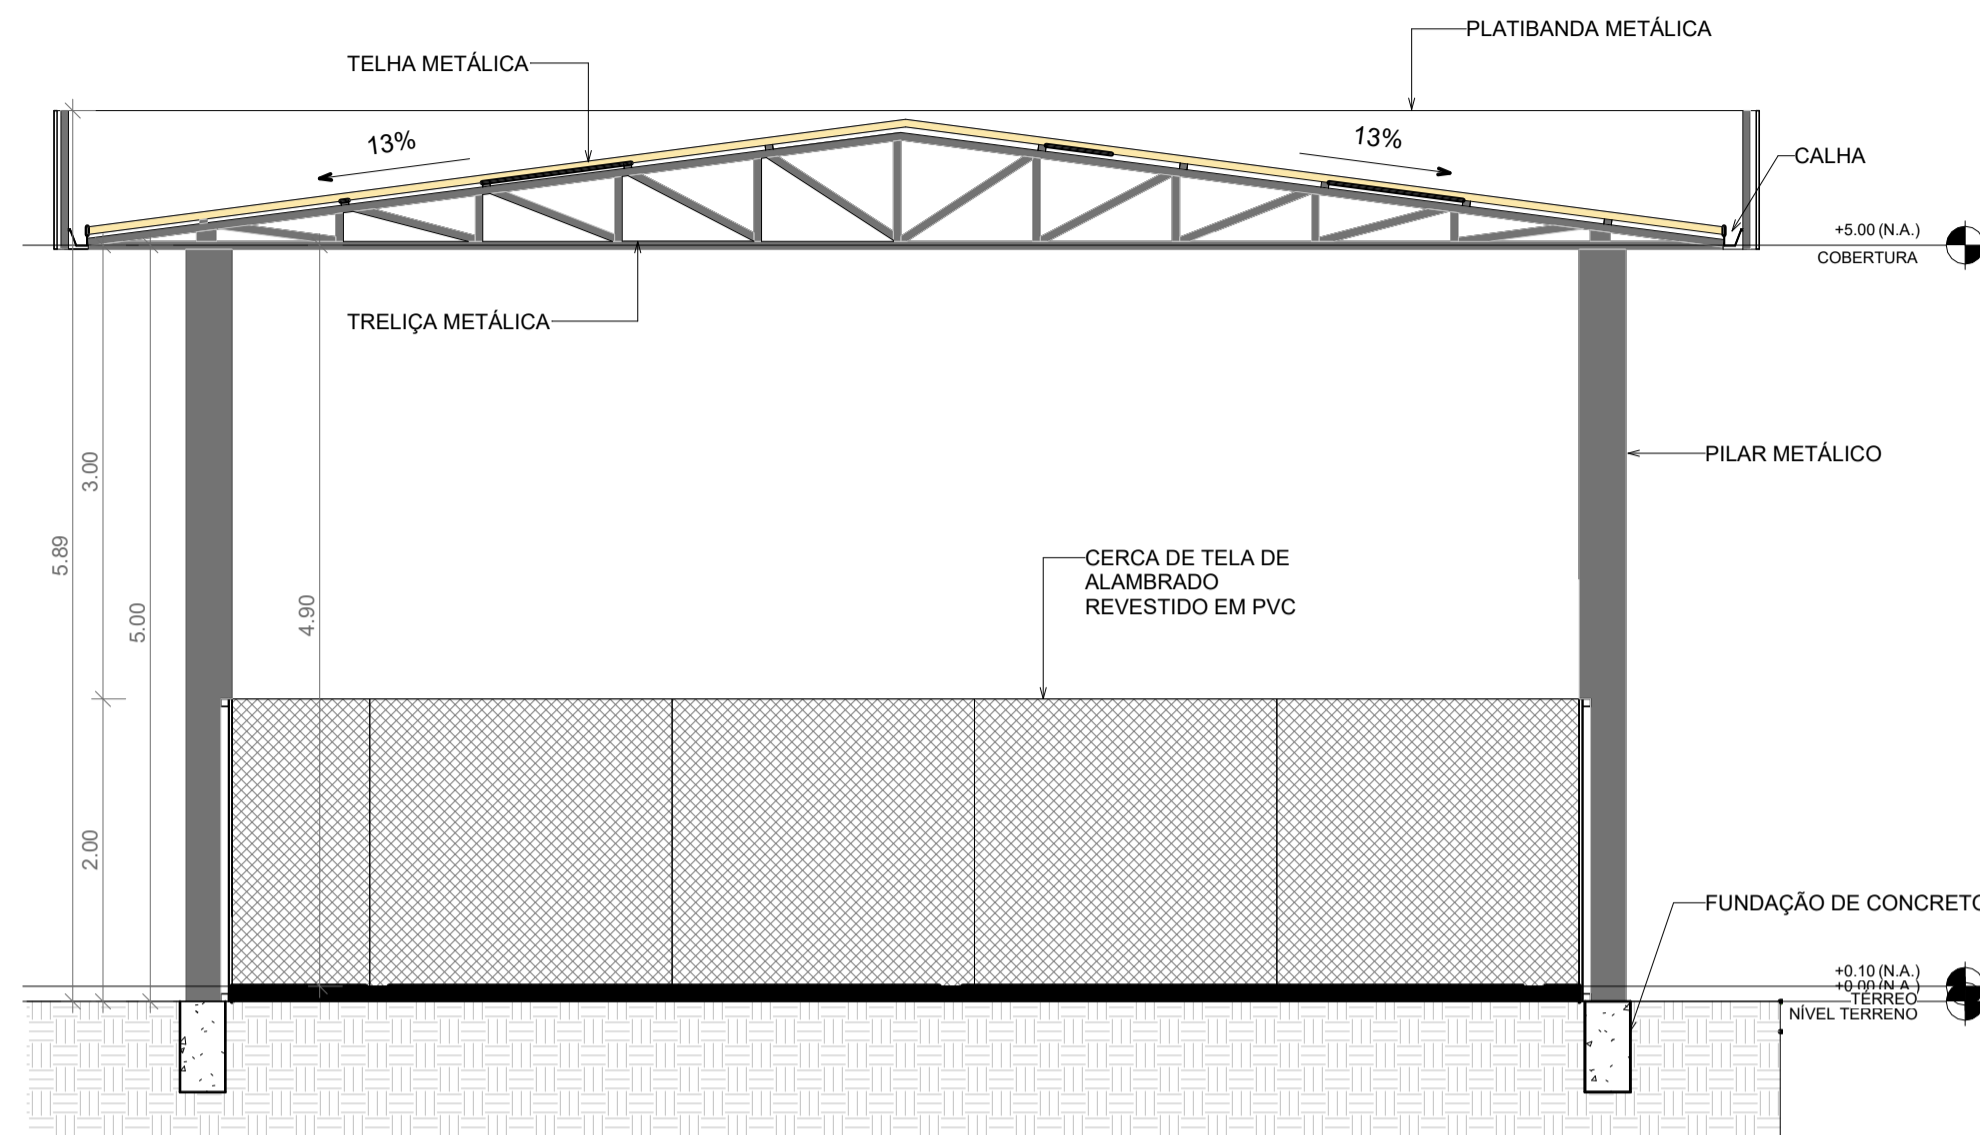 PLATIBANDA METÁLICA
TELHA METÁLICA
13%
13%
CALHA
+5.00 (N.A.)
COBERTURA
TRELIÇA METÁLICA
PILAR METÁLICO
3.00
5.89
5.00
4.90
CERCA DE TELA DE
ALAMBRADO
REVESTIDO EM PVC
2.00
FUNDAÇÃO DE CONCRETO
+0.10 (N.A.)
+0.00 (N.A.)
TÉRREO
NÍVEL TERRENO